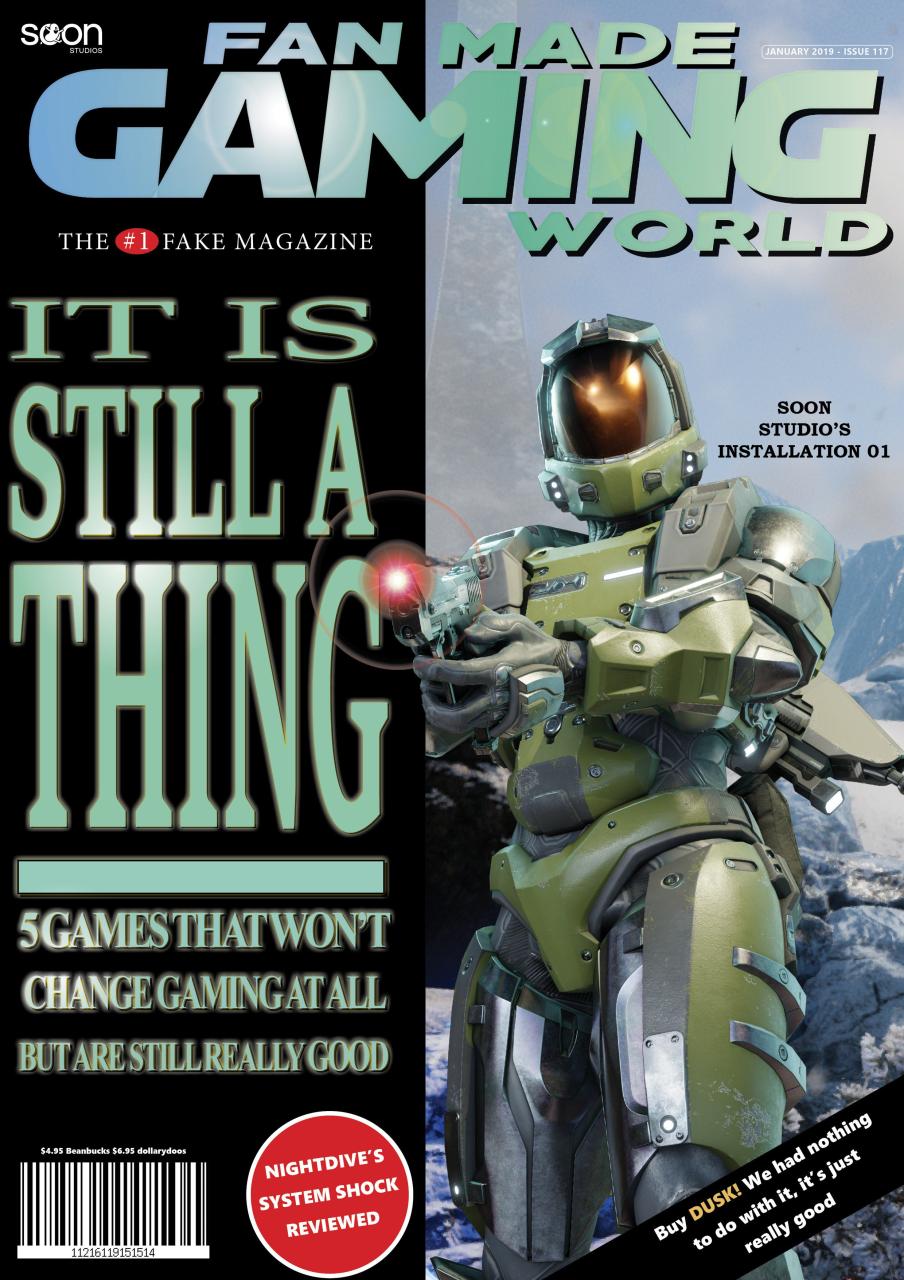 soon
STUDIOS
FAN MADE
JANUARY 2019 - ISSUE 117
GAMING
WORLD
THE #1 FAKE MAGAZINE
IT IS
STILL A
THING
SOON
STUDIO'S
INSTALLATION 01
5 GAMES THAT WON'T
CHANGE GAMING AT ALL
BUT ARE STILL REALLY GOOD
$4.95 Beanbucks $6.95 dollarydoos
11216119151514
NIGHTDIVE'S
SYSTEM SHOCK
REVIEWED
Buy DUSK! We had nothing
to do with it, it's just
really good